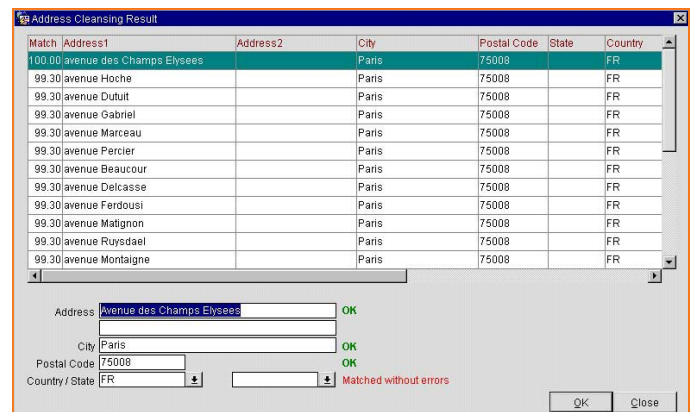 Address Cleansing Result
Match Address1 Address2 City Postal Code State Country
100.00 avenue des Champs Elysees Paris 75008 FR
99.30 avenue Hoche Paris 75008 FR
99.30 avenue Dutuit Paris 75008 FR
99.30 avenue Gabriel Paris 75008 FR
99.30 avenue Marceau Paris 75008 FR
99.30 avenue Percier Paris 75008 FR
99.30 avenue Beaucour Paris 75008 FR
99.30 avenue Delcasse Paris 75008 FR
99.30 avenue Ferdousi Paris 75008 FR
99.30 avenue Matignon Paris 75008 FR
99.30 avenue Ruysdael Paris 75008 FR
99.30 avenue Montaigne Paris 75008 FR
Address Avenue des Champs Elysees OK
City Paris OK
Postal Code 75008 OK
Country / State FR Matched without errors
OK Close